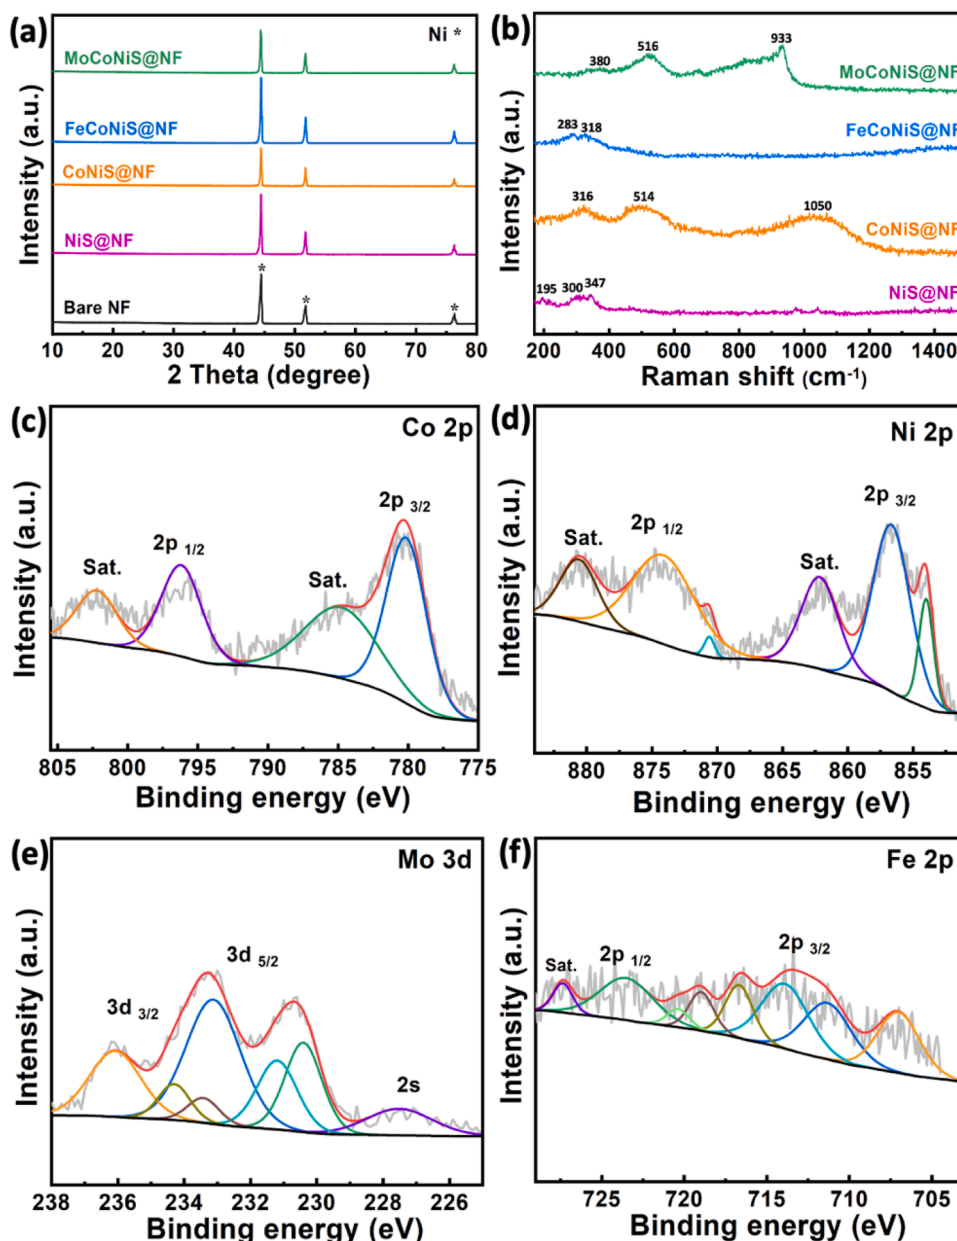 (a)
Ni *
MoCoNiS@NF
FeCoNiS@NF
CoNiS@NF
NiS@NF
Bare NF
* * *
Intensity (a.u.)
10 20 30 40 50 60 70 80
2 Theta (degree)
(b)
933
516
380
MoCoNiS@NF
283 318
FeCoNiS@NF
316 514 1050
CoNiS@NF
195 300 347
NiS@NF
Intensity (a.u.)
200 400 600 800 1000 1200 1400
Raman shift (cm-1)
(c)
Co 2p
2p 3/2
2p 1/2
Sat.
Sat.
Intensity (a.u.)
805 800 795 790 785 780 775
Binding energy (eV)
(d)
Ni 2p
2p 3/2
2p 1/2
Sat.
Sat.
Intensity (a.u.)
880 875 870 865 860 855
Binding energy (eV)
(e)
Mo 3d
3d 5/2
3d 3/2
2s
Intensity (a.u.)
238 236 234 232 230 228 226
Binding energy (eV)
(f)
Fe 2p
2p 3/2
2p 1/2
Sat.
Intensity (a.u.)
725 720 715 710 705
Binding energy (eV)